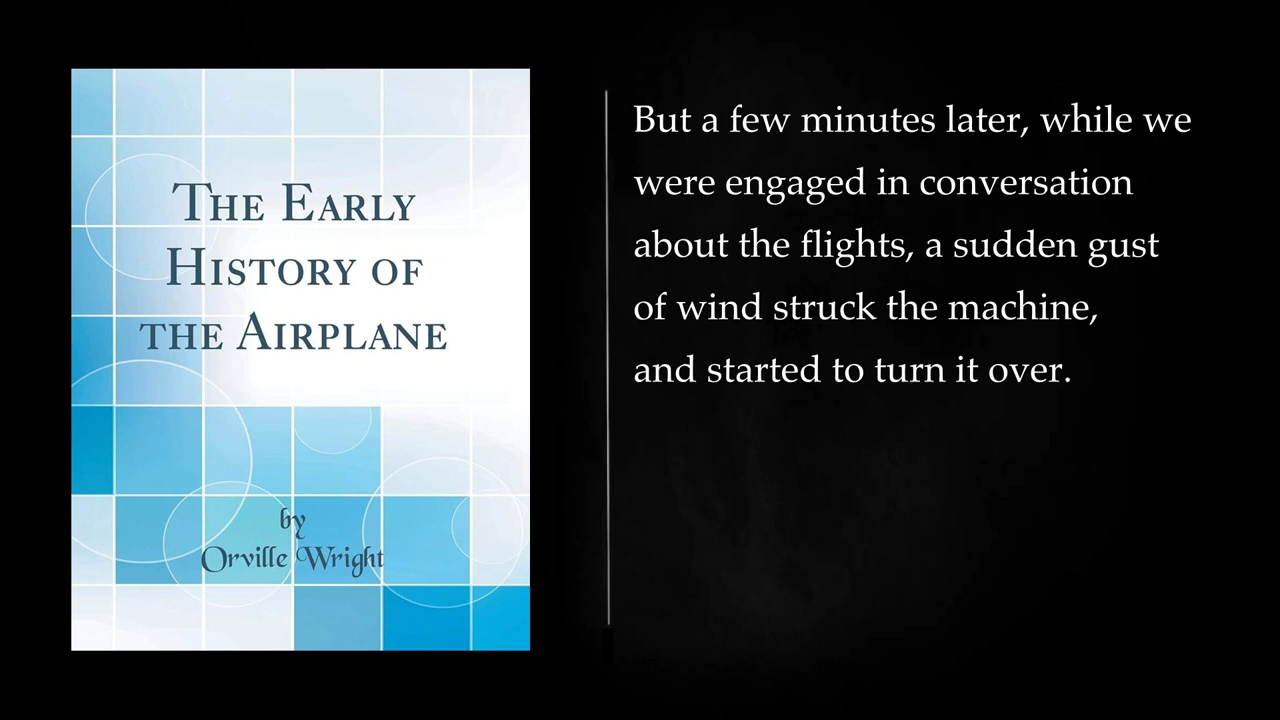 The Early
History of
the Airplane
by
Orville Wright
But a few minutes later, while we
were engaged in conversation
about the flights, a sudden gust
of wind struck the machine,
and started to turn it over.